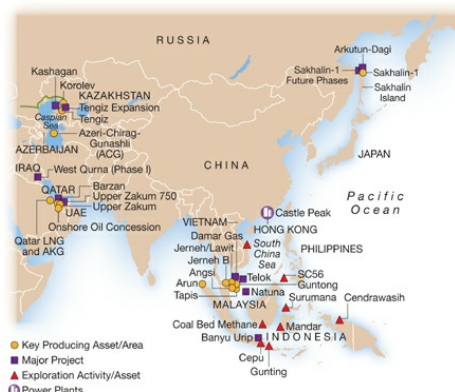 RUSSIA
Arkutun-Dagi
Sakhalin-1
Future Phases
Sakhalin-1
Sakhalin
Island
Kashagan
Korolev
KAZAKHSTAN
Tengiz Expansion
Tengiz
Caspian
Sea
Azeri-Chirag-
Gunashli
(ACG)
AZERBAIJAN
IRAQ
West Qurna (Phase I)
CHINA
JAPAN
QATAR
Barzan
Upper Zakum 750
Upper Zakum
UAE
Onshore Oil Concession
Qatar LNG
and AKG
Pacific
Ocean
Castle Peak
HONG KONG
VIETNAM
Damar Gas
Jerneh/Lawit
Jerneh B
Angsi
Arun
Tapis
South
China
Sea
PHILIPPINES
Telok
SC56
Guntong
Natuna
Surumana
Cendrawasih
MALAYSIA
Coal Bed Methane
Mandar
Banyu Urip
INDONESIA
Cepu
Gunting
Key Producing Asset/Area
Major Project
Exploration Activity/Asset
Power Plants